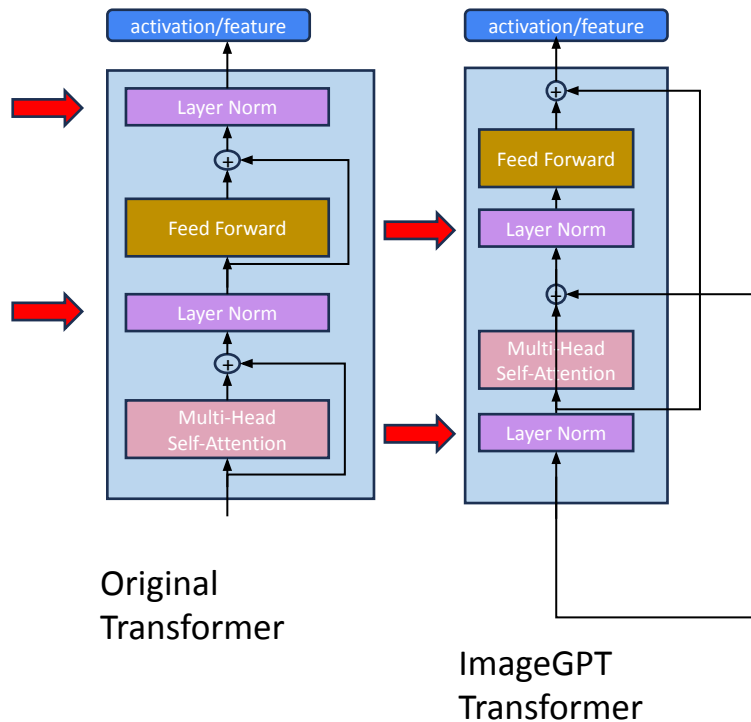 activation/feature
Layer Norm
+
Feed Forward
Layer Norm
+
Multi-Head
Self-Attention
Original
Transformer
activation/feature
+
Feed Forward
Layer Norm
+
Multi-Head
Self-Attention
Layer Norm
ImageGPT
Transformer